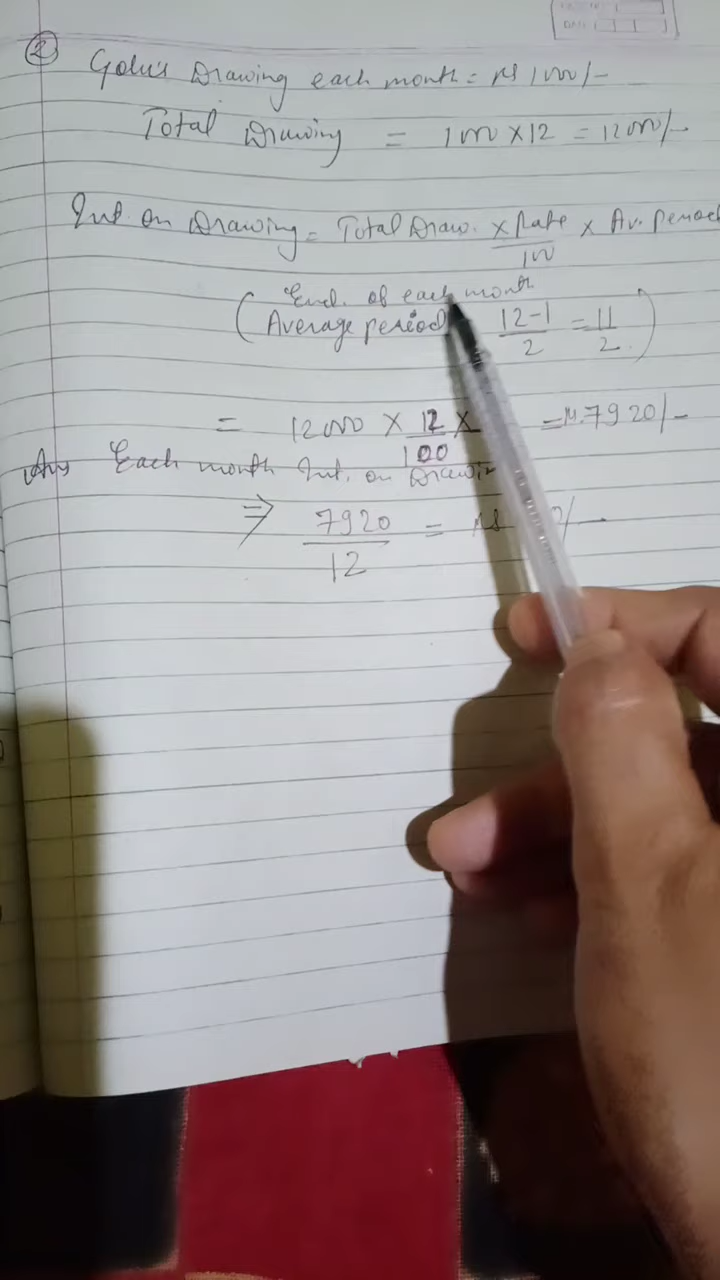 ②
Golu's Drawing each month = Rs 1000/-
Total Drawing = 1000 × 12 = 12000/-
Int. on Drawing = Total Draw. × Rate/100 × Av. period
(End. of each month
Average period 12-1/2 = 11/2)
= 12000 × 12/100 × = Rs.7920/-
Ans Each month Int. on Drawin
⇒ 7920/12 = Rs /-